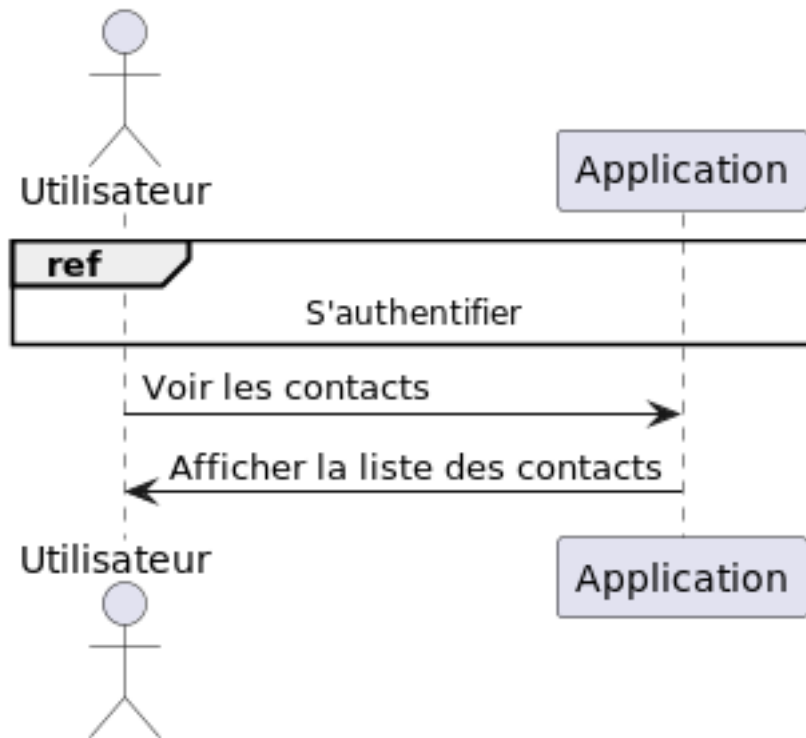 Utilisateur
Application
ref
S'authentifier
Voir les contacts
Afficher la liste des contacts
Utilisateur
Application